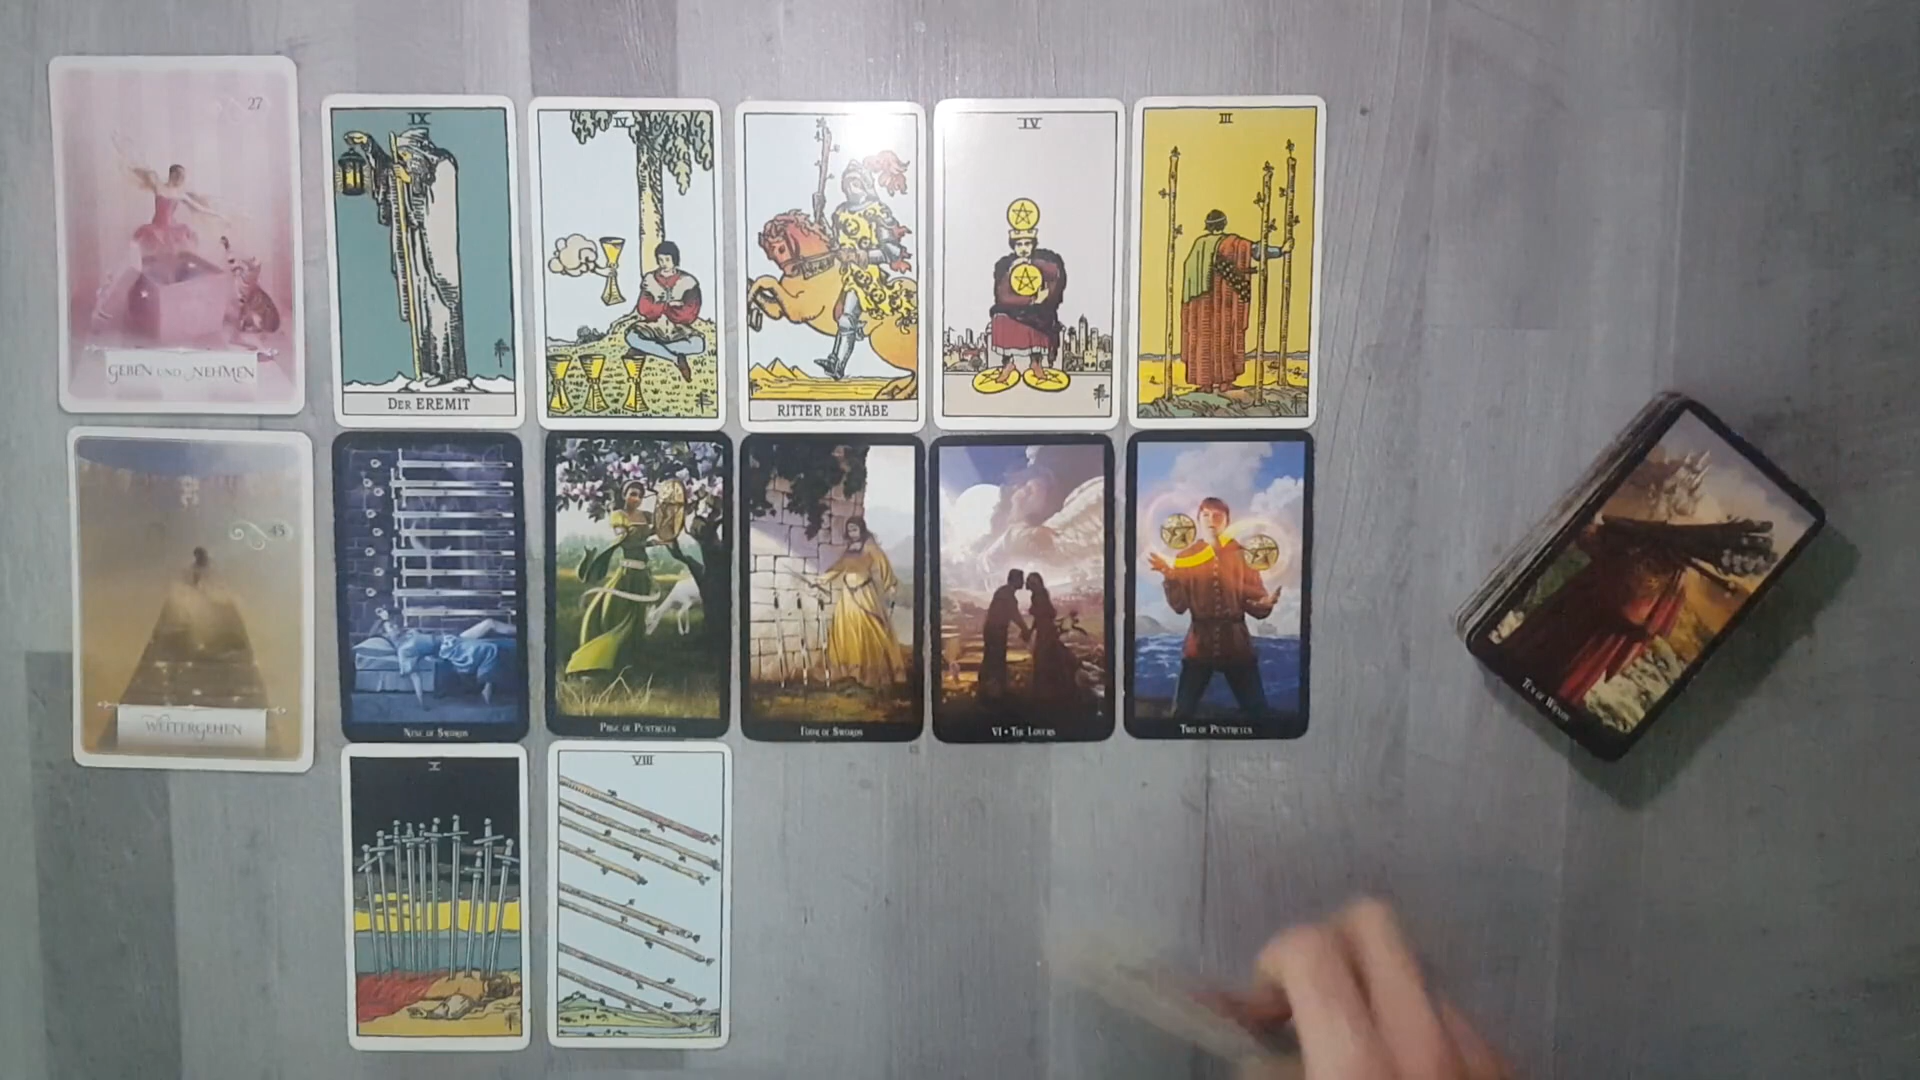 27
GEBEN UND NEHMEN
IX
DER EREMIT
IV
RITTER DER STÄBE
IV
III
45
WEITERGEHEN
NINE OF SWORDS
PAGE OF PENTACLES
FOUR OF SWORDS
VI • THE LOVERS
TWO OF PENTACLES
TEN OF WANDS
X
VIII